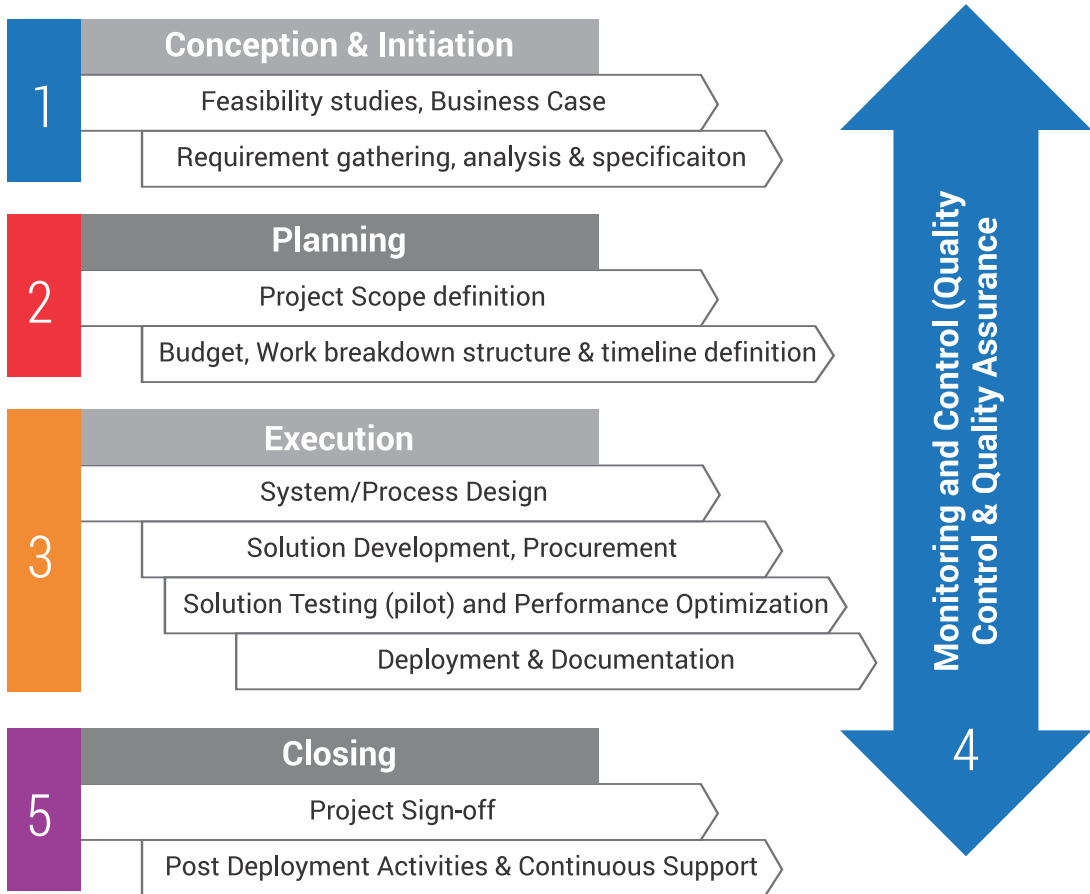 1
Conception & Initiation
Feasibility studies, Business Case
Requirement gathering, analysis & specificaiton
2
Planning
Project Scope definition
Budget, Work breakdown structure & timeline definition
3
Execution
System/Process Design
Solution Development, Procurement
Solution Testing (pilot) and Performance Optimization
Deployment & Documentation
Monitoring and Control (Quality
Control & Quality Assurance
4
5
Closing
Project Sign-off
Post Deployment Activities & Continuous Support